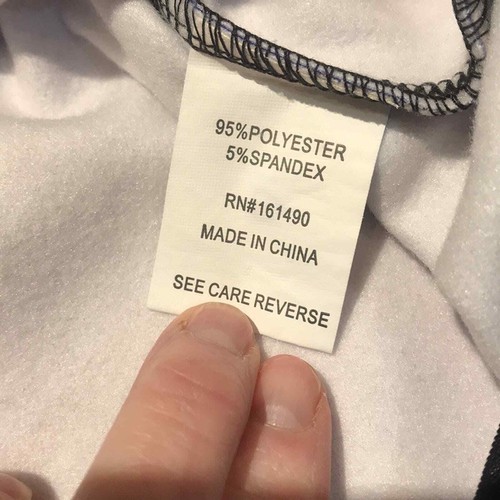 95%POLYESTER
5%SPANDEX
RN#161490
MADE IN CHINA
SEE CARE REVERSE